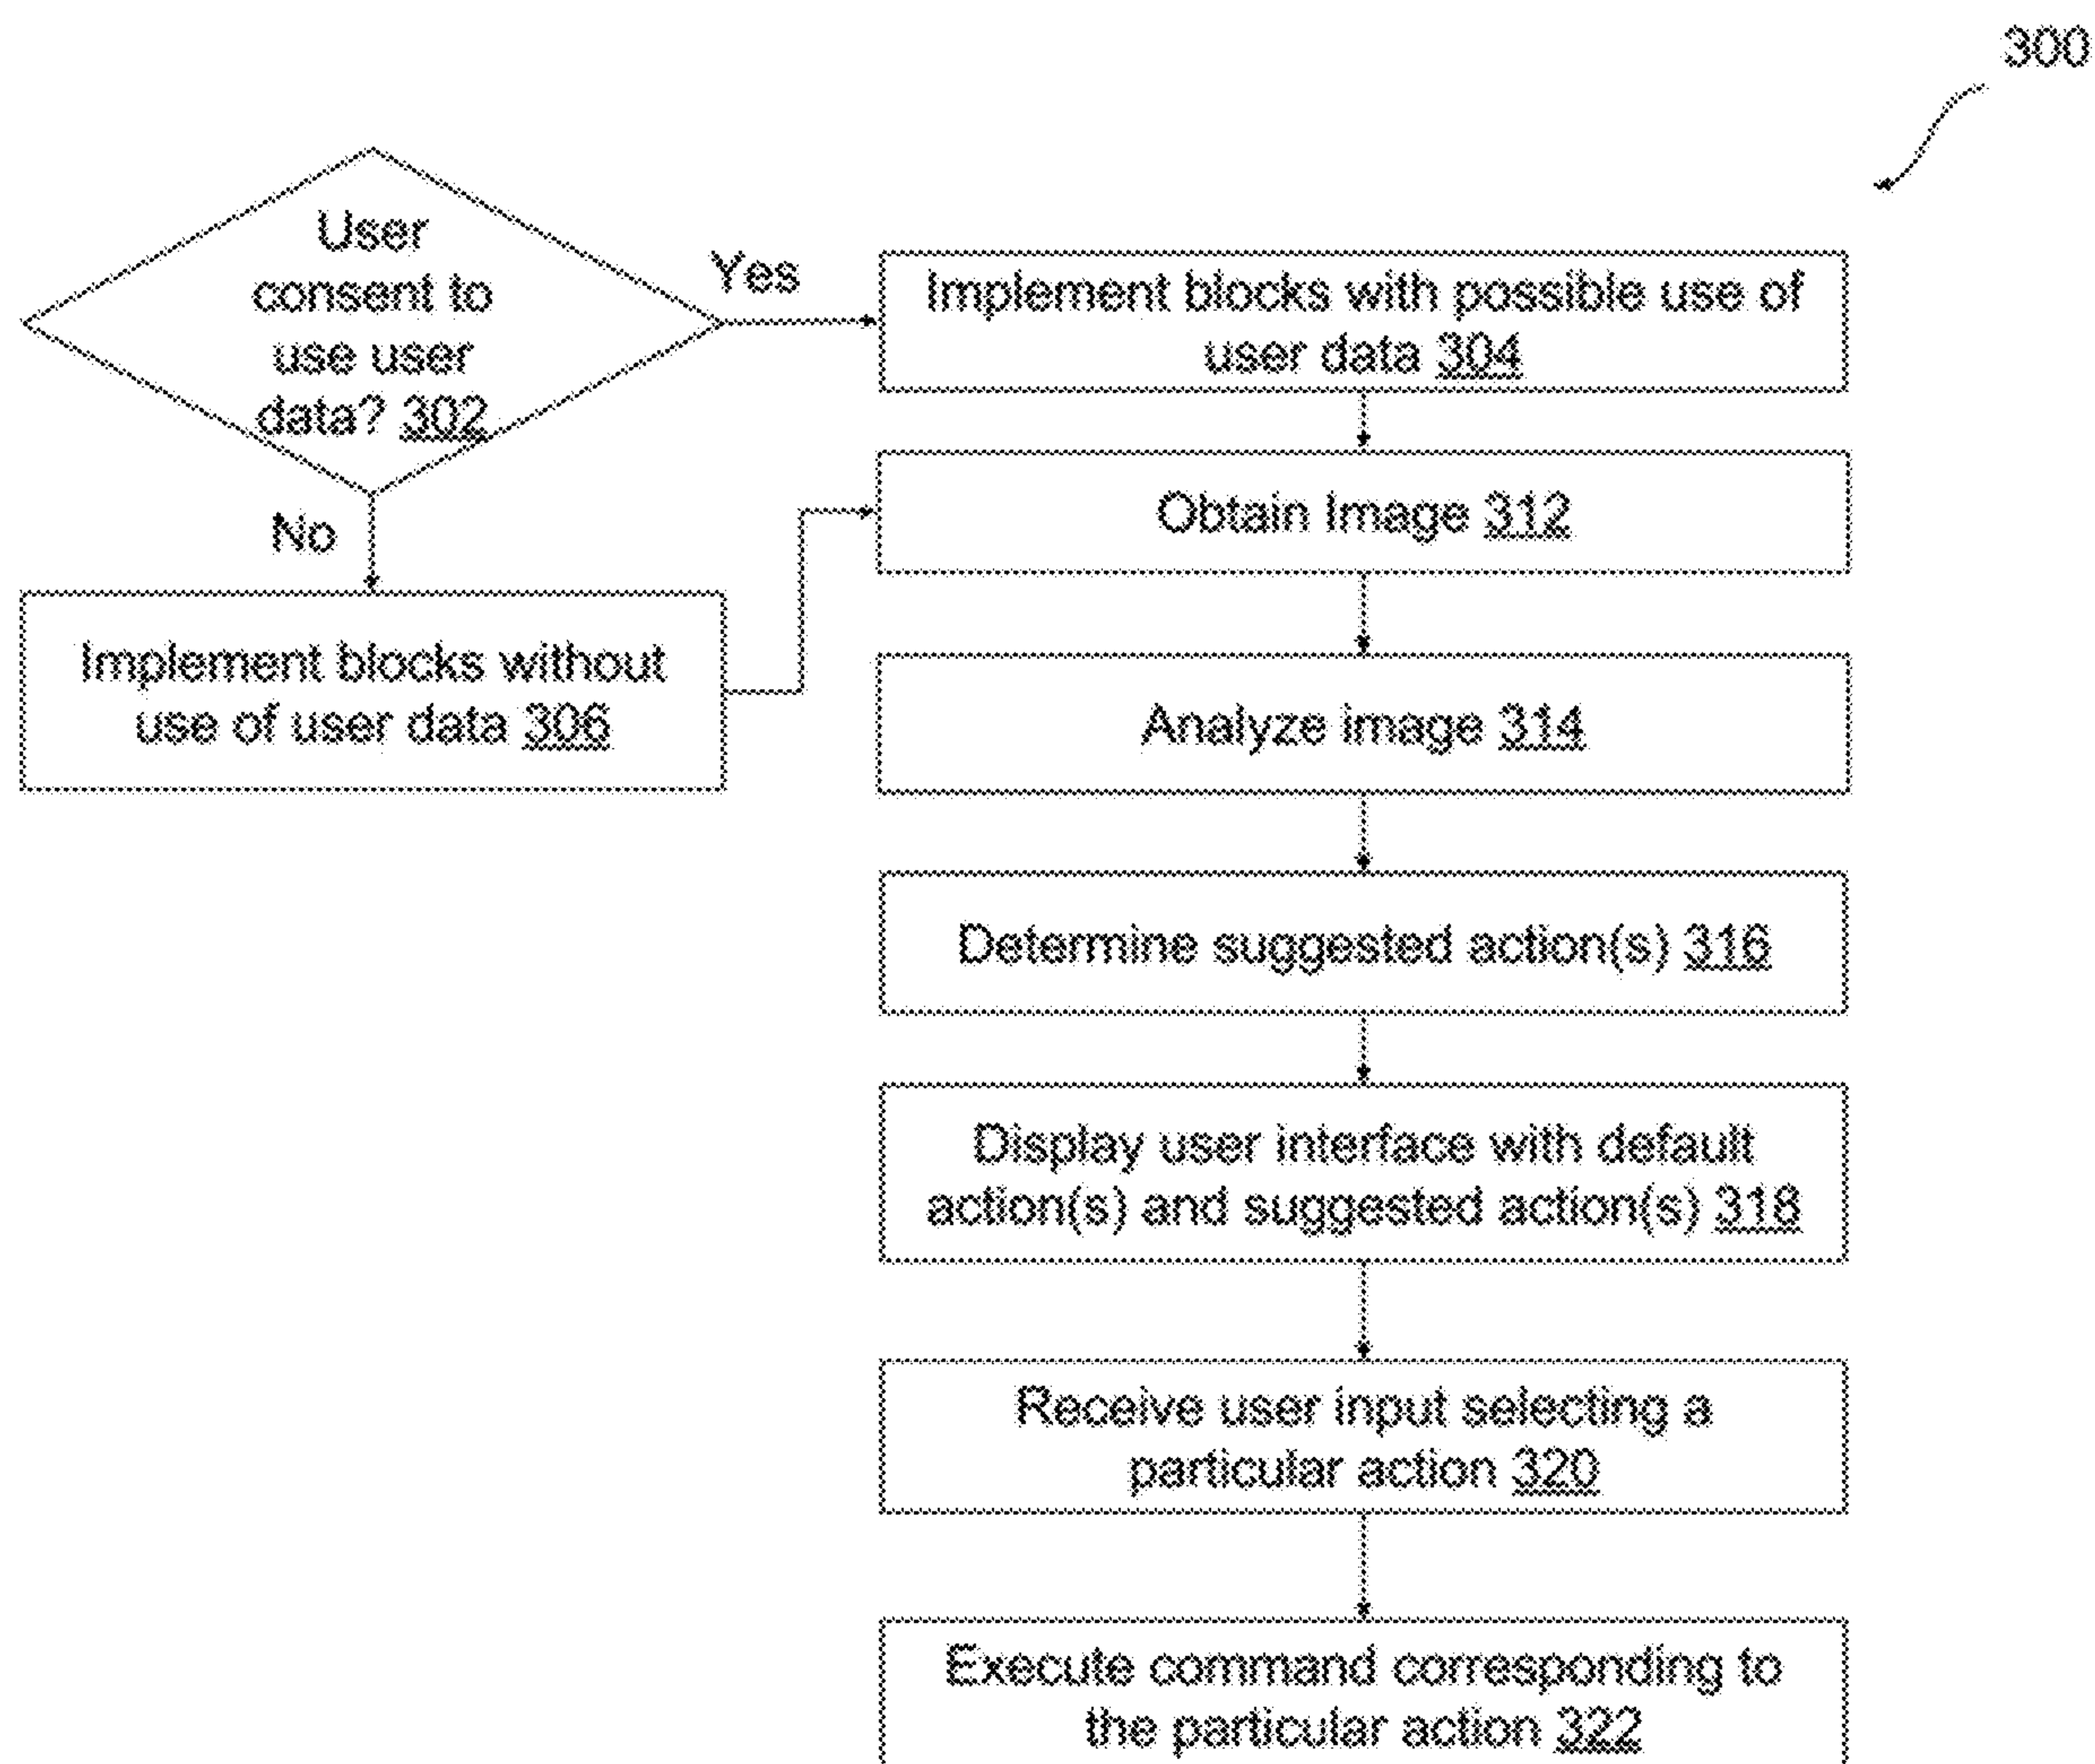 300
User
consent to
use user
data? 302
Yes
No
Implement blocks with possible use of
user data 304
Implement blocks without
use of user data 306
Obtain Image 312
Analyze image 314
Determine suggested action(s) 316
Display user interface with default
action(s) and suggested action(s) 318
Receive user input selecting a
particular action 320
Execute command corresponding to
the particular action 322